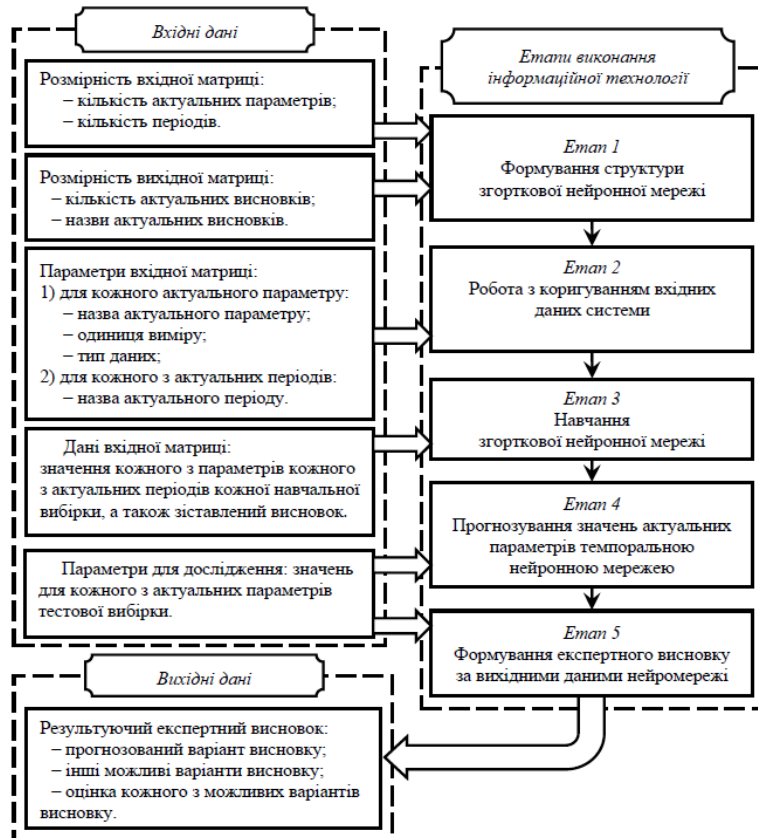 Вхідні дані
Розмірність вхідної матриці:
– кількість актуальних параметрів;
– кількість періодів.
Розмірність вихідної матриці:
– кількість актуальних висновків;
– назви актуальних висновків.
Параметри вхідної матриці:
1) для кожного актуального параметру:
– назва актуального параметру;
– одиниця виміру;
– тип даних;
2) для кожного з актуальних періодів:
– назва актуального періоду.
Дані вхідної матриці:
значення кожного з параметрів кожного
з актуальних періодів кожної навчальної
вибірки, а також зіставлений висновок.
Параметри для дослідження: значень
для кожного з актуальних параметрів
тестової вибірки.
Етапи виконання
інформаційної технології
Етап 1
Формування структури
згорткової нейронної мережі
Етап 2
Робота з коригуванням вхідних
даних системи
Етап 3
Навчання
згорткової нейронної мережі
Етап 4
Прогнозування значень актуальних
параметрів темпоральною
нейронною мережею
Етап 5
Формування експертного висновку
за вихідними даними нейромережі
Вихідні дані
Результуючий експертний висновок:
– прогнозований варіант висновку;
– інші можливі варіанти висновку;
– оцінка кожного з можливих варіантів
висновку.